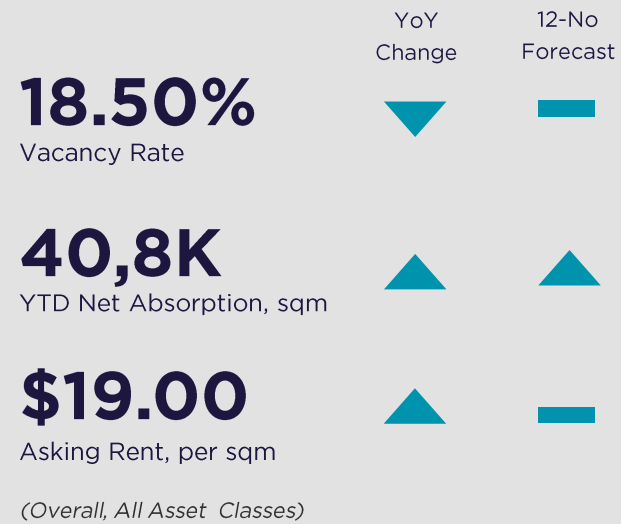 YoY Change
12-No Forecast
18.50%
Vacancy Rate
40,8K
YTD Net Absorption, sqm
$19.00
Asking Rent, per sqm
(Overall, All Asset Classes)